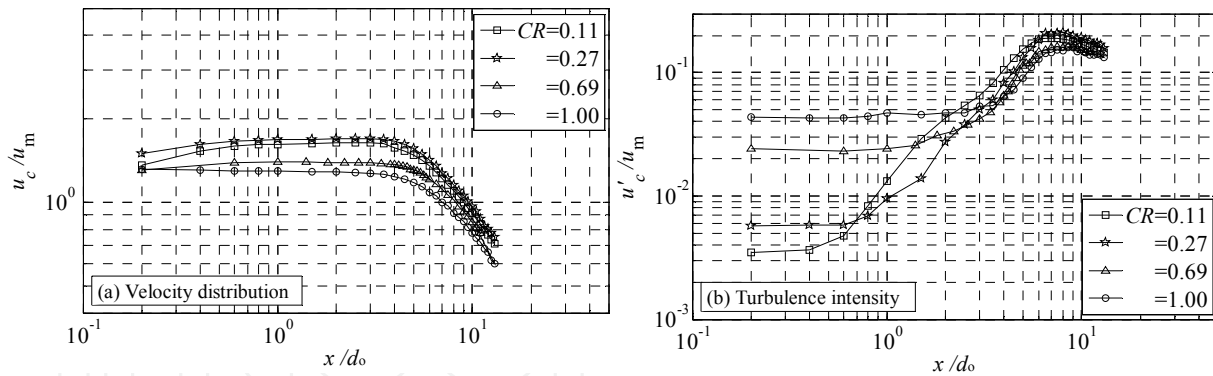 CR=0.11
=0.27
=0.69
=1.00
u_c/u_m
10^0
(a) Velocity distribution
10^-1
10^0
10^1
x/d_o
10^-1
10^-2
10^-3
u'_c/u_m
CR=0.11
=0.27
=0.69
=1.00
(b) Turbulence intensity
10^-1
10^0
10^1
x/d_o